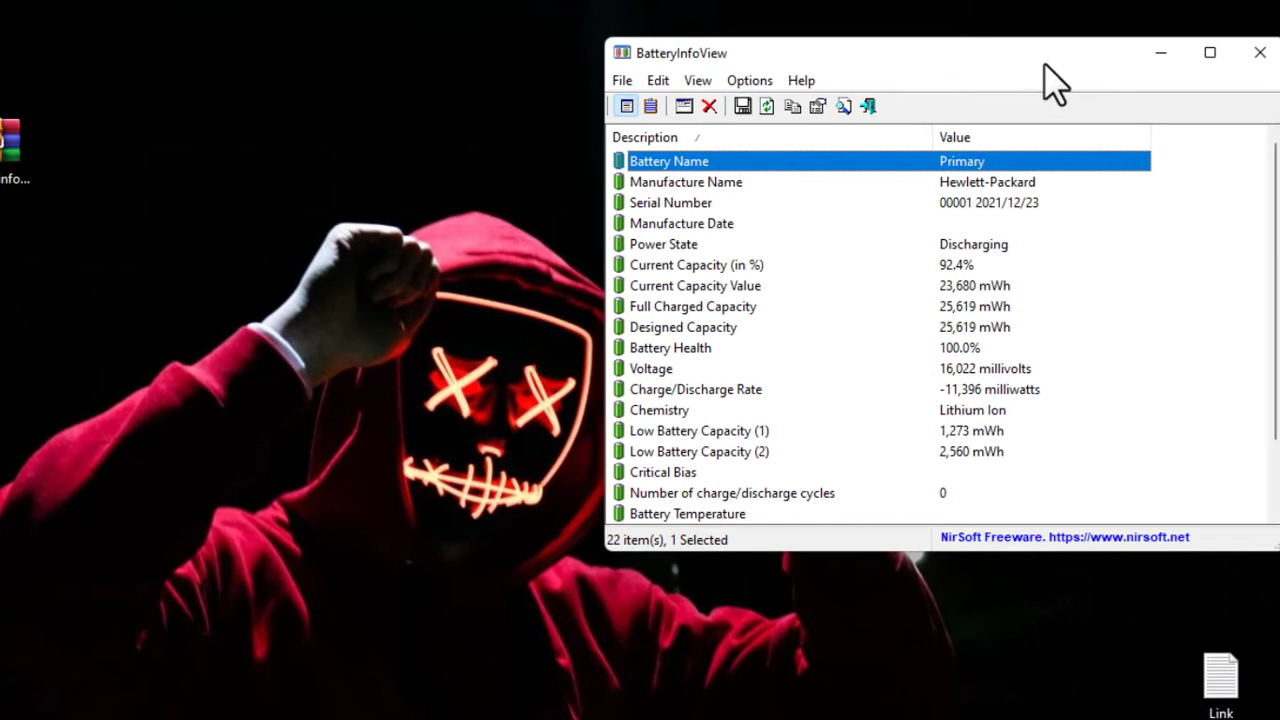 BatteryInfoView
File Edit View Options Help
Description Value
Battery Name Primary
Manufacture Name Hewlett-Packard
Serial Number 00001 2021/12/23
Manufacture Date
Power State Discharging
Current Capacity (in %) 92.4%
Current Capacity Value 23,680 mWh
Full Charged Capacity 25,619 mWh
Designed Capacity 25,619 mWh
Battery Health 100.0%
Voltage 16,022 millivolts
Charge/Discharge Rate -11,396 milliwatts
Chemistry Lithium Ion
Low Battery Capacity (1) 1,273 mWh
Low Battery Capacity (2) 2,560 mWh
Critical Bias
Number of charge/discharge cycles 0
Battery Temperature
22 item(s), 1 Selected NirSoft Freeware. https://www.nirsoft.net
info...
Link